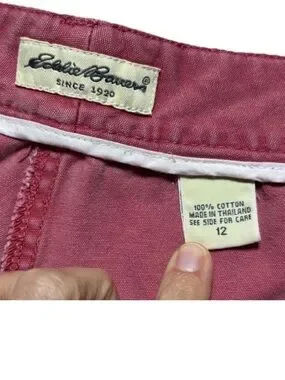 Eddie Bauer®
SINCE 1920
100% COTTON
MADE IN THAILAND
SEE SIDE FOR CARE
12